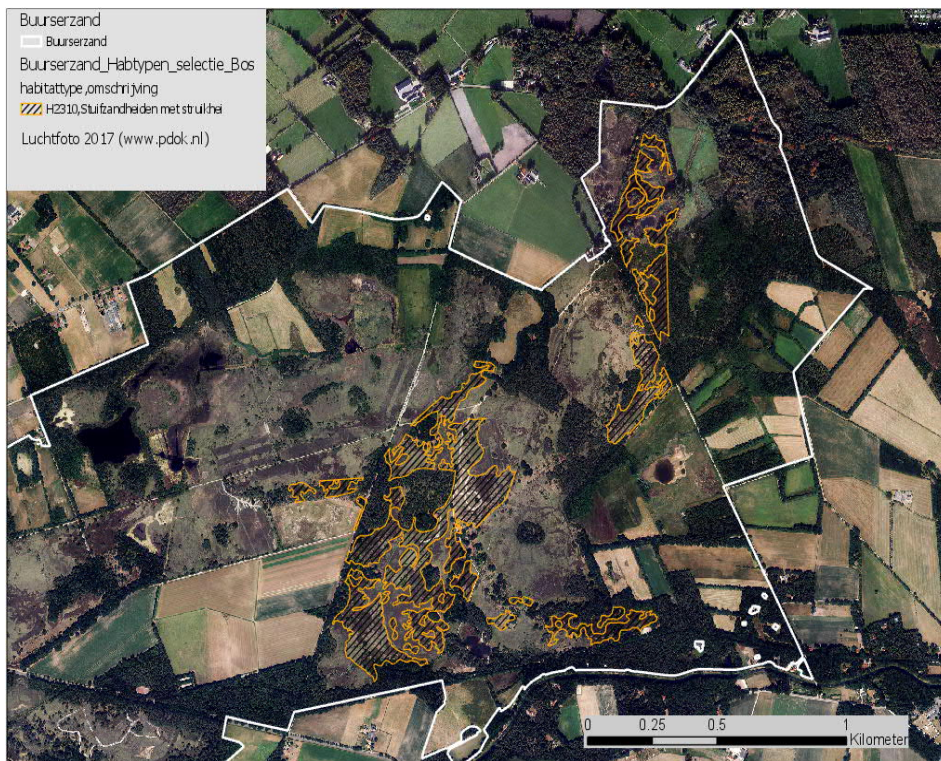 Buurserzand
Buurserzand
Buurserzand_Habtypen_selectie_Bos
habitattype,omschrijving
H2310,Stuifzandheiden met struikhei
Luchtfoto 2017 (www.pdok.nl)
0 0.25 0.5 1
Kilometer